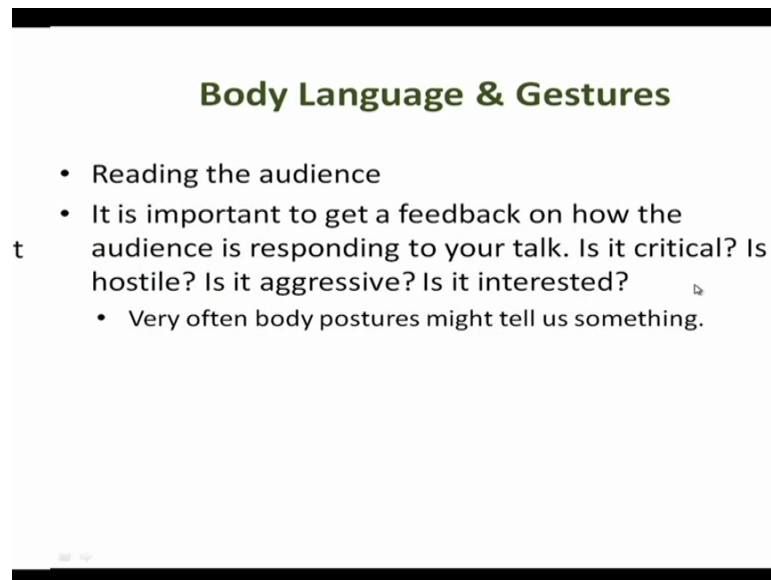 Body Language & Gestures
• Reading the audience
• It is important to get a feedback on how the
t audience is responding to your talk. Is it critical? Is
hostile? Is it aggressive? Is it interested?
• Very often body postures might tell us something.